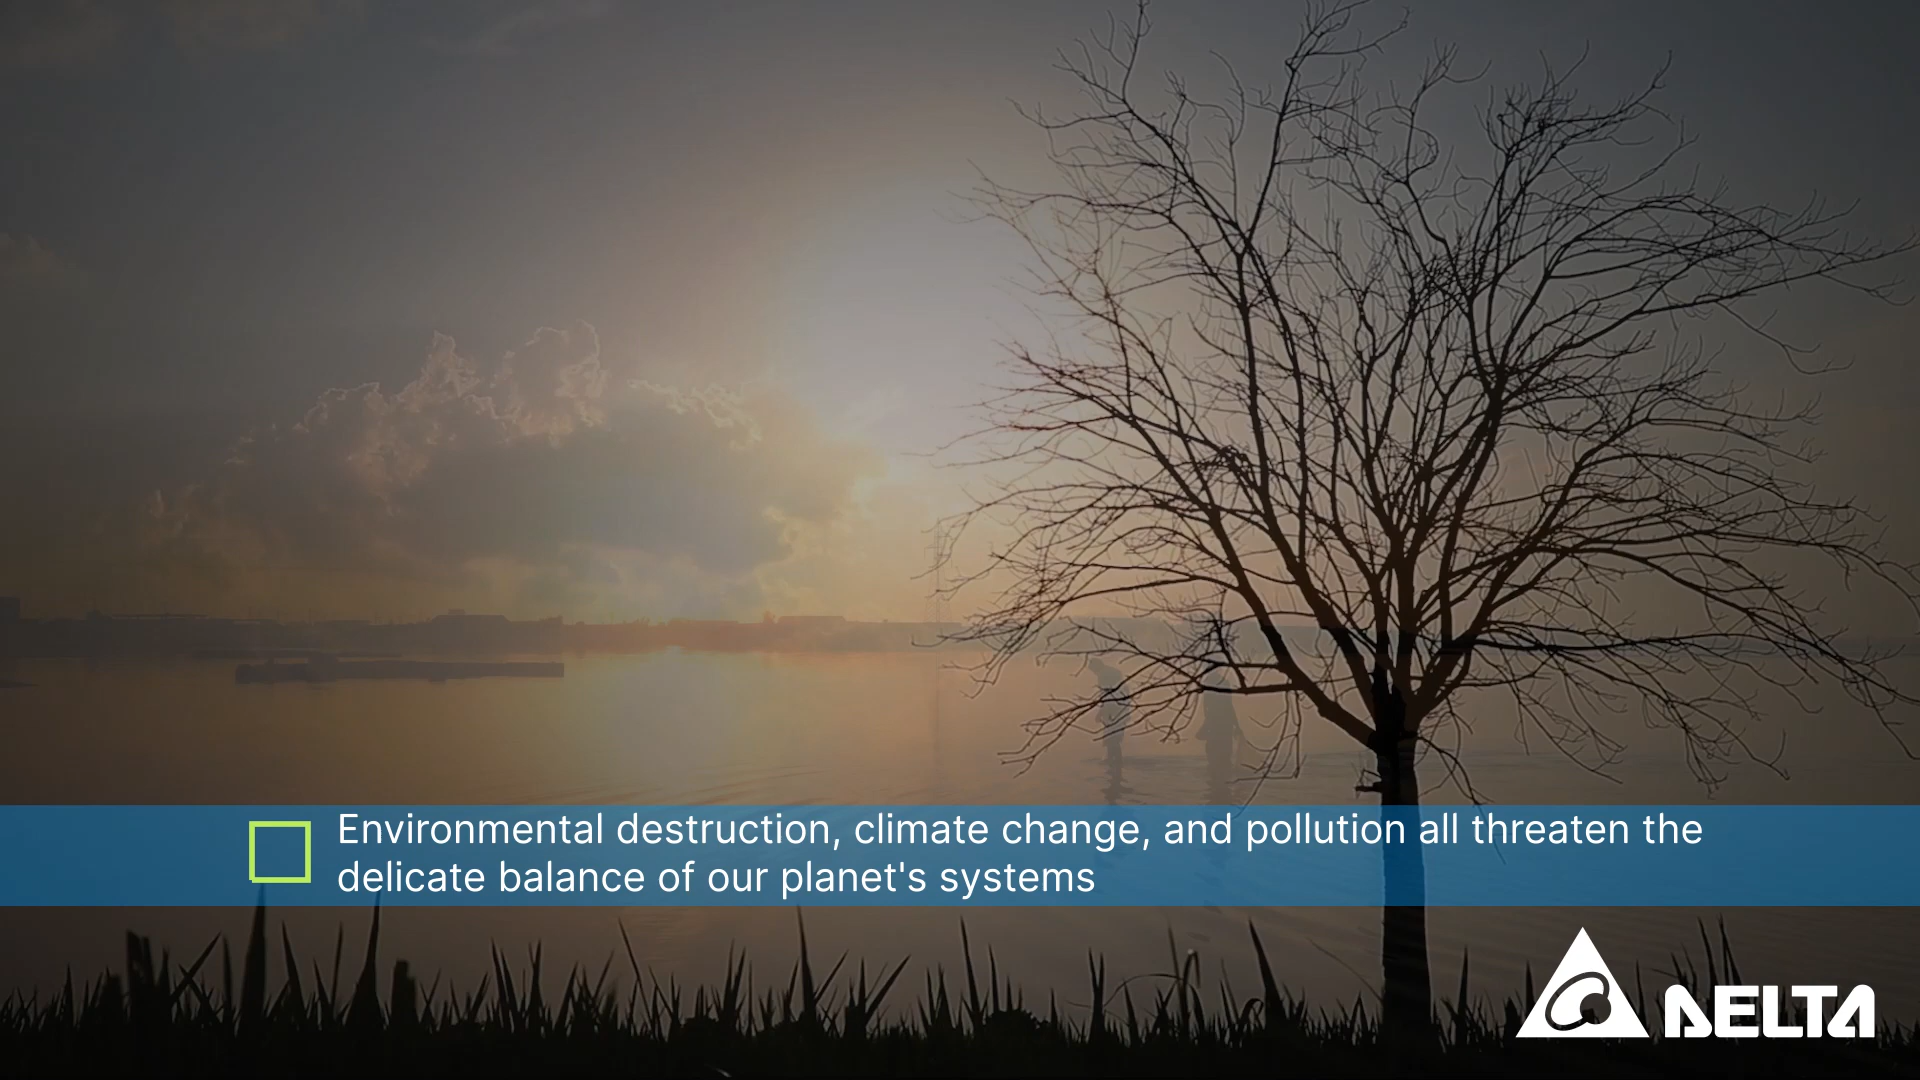 Environmental destruction, climate change, and pollution all threaten the
delicate balance of our planet's systems
DELTA